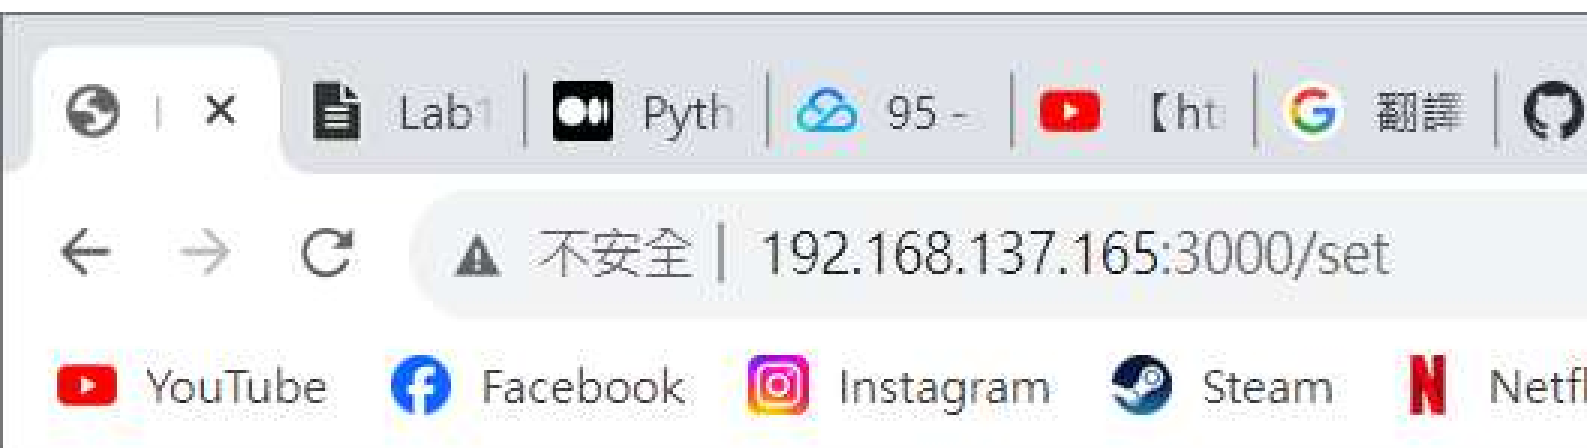 Lab1 Pyth 95 - 【ht 翻譯
不安全 192.168.137.165:3000/set
YouTube Facebook Instagram Steam Netfl